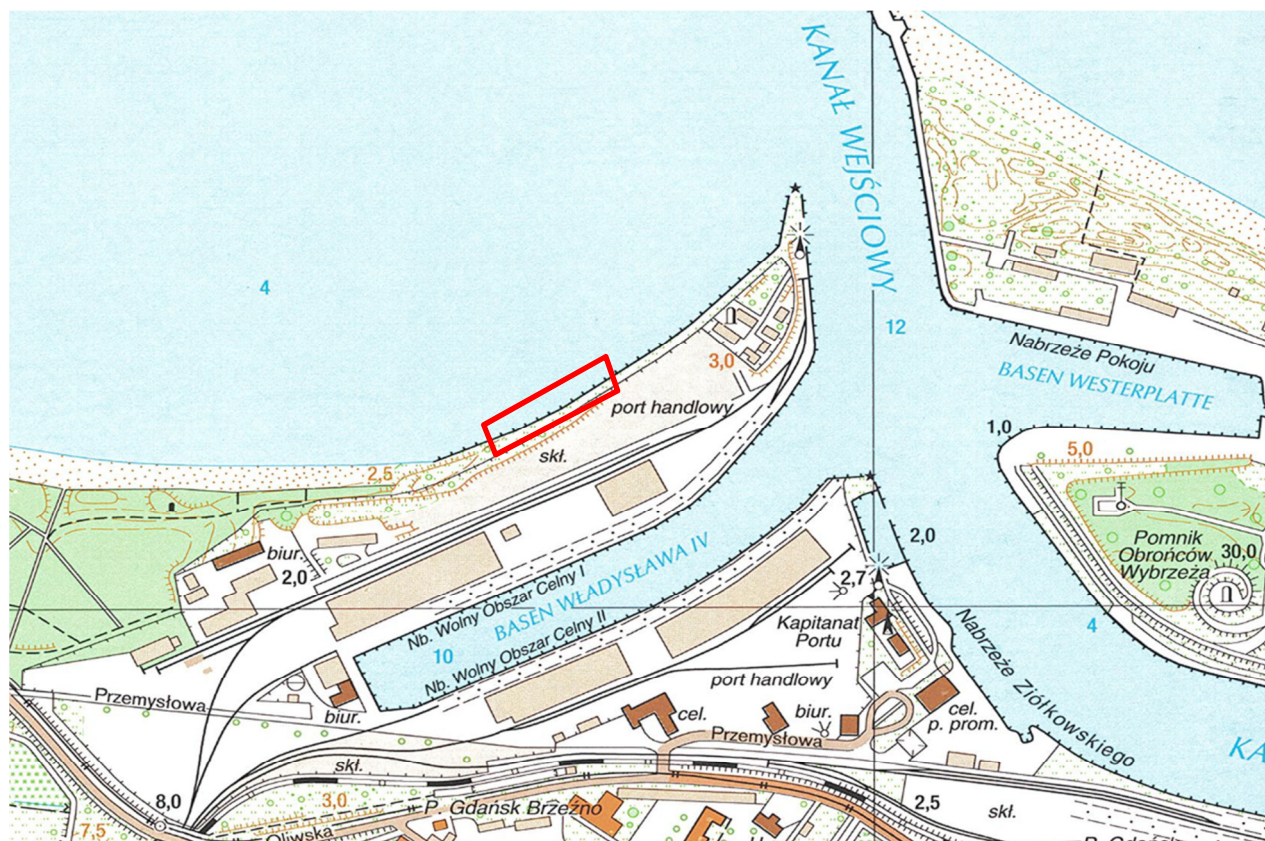 KANAŁ WEJŚCIOWY
4
12
3,0
Nabrzeże Pokoju
BASEN WESTERPLATTE
port handlowy
1,0
5,0
skł.
2,5
biur.
2,0
2,0
Pomnik
Obrońców
Wybrzeża
30,0
Nb. Wolny Obszar Celny I
BASEN WŁADYSŁAWA IV
2,7
Nb. Wolny Obszar Celny II
10
Kapitanat
Portu
4
Nabrzeże Ziółkowskiego
port handlowy
Przemysłowa
biur.
cel.
biur.
cel.
p. prom.
Przemysłowa
KA
skł.
8,0
3,0
P. Gdańsk Brzeźno
2,5
skł.
7,5
Oliwska